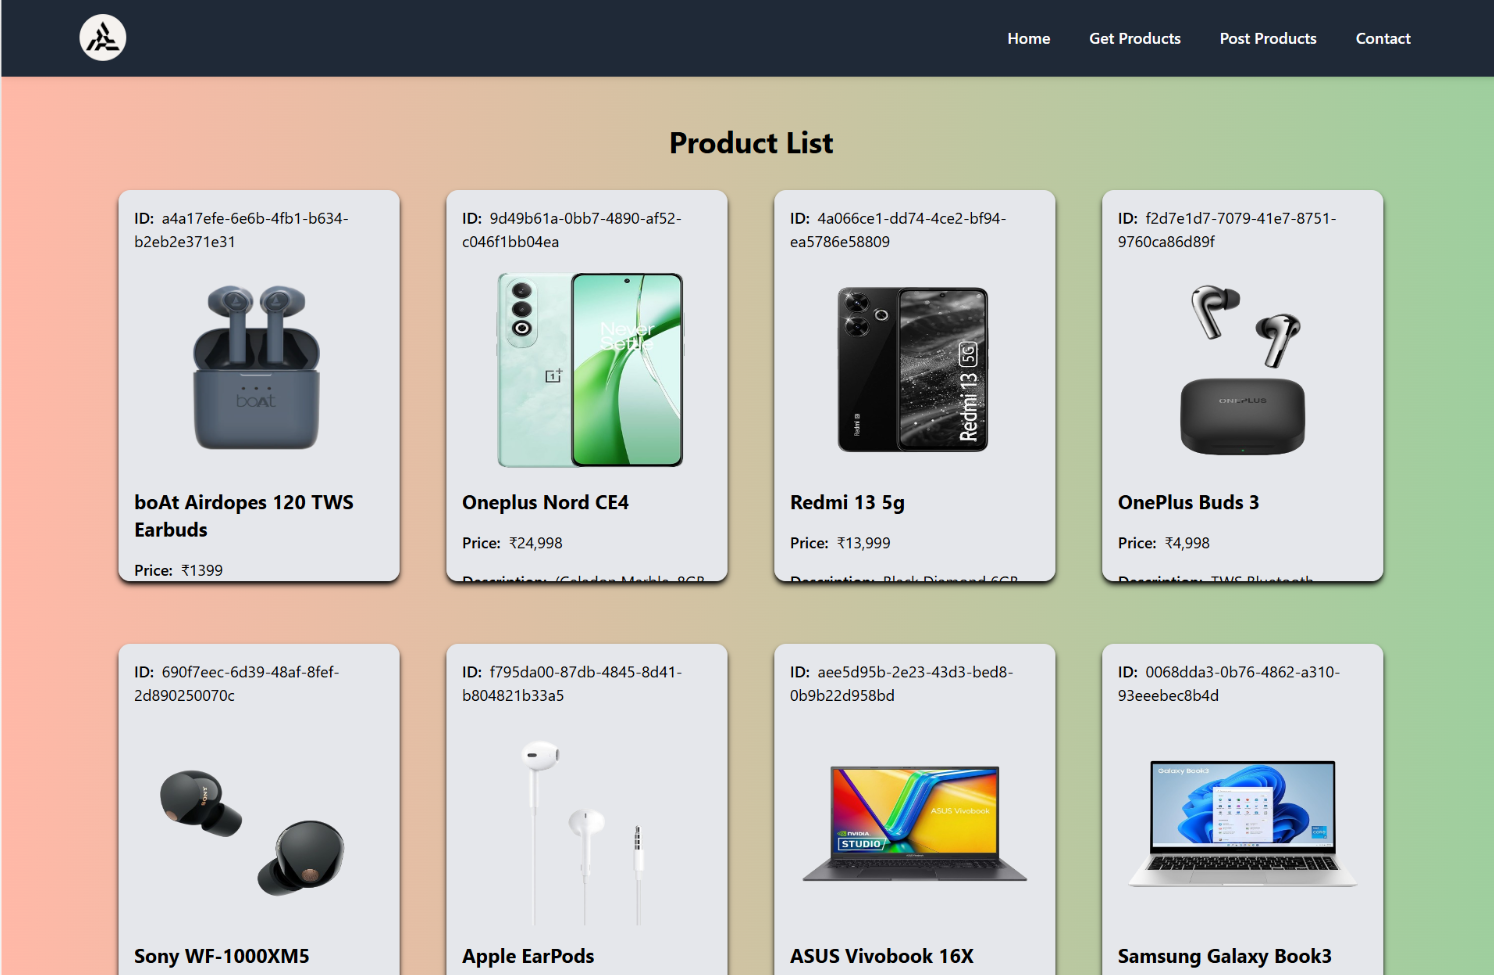 Home Get Products Post Products Contact
Product List
ID: a4a17efe-6e6b-4fb1-b634-
b2eb2e371e31
boAt
boAt Airdopes 120 TWS
Earbuds
Price: ₹1399
ID: 9d49b61a-0bb7-4890-af52-
c046f1bb04ea
Never
Settle
Oneplus Nord CE4
Price: ₹24,998
Description: (Celadon Marble, 8GB
ID: 4a066ce1-dd74-4ce2-bf94-
ea5786e58809
Redmi 13 5G
Redmi 13 5g
Price: ₹13,999
Description: Black Diamond 6GB
ID: f2d7e1d7-7079-41e7-8751-
9760ca86d89f
ONEPLUS
OnePlus Buds 3
Price: ₹4,998
Description: TWS Bluetooth
ID: 690f7eec-6d39-48af-8fef-
2d890250070c
SONY
Sony WF-1000XM5
ID: f795da00-87db-4845-8d41-
b804821b33a5
Apple EarPods
ID: aee5d95b-2e23-43d3-bed8-
0b9b22d958bd
ASUS Vivobook
NVIDIA
STUDIO
ASUS Vivobook 16X
ID: 0068dda3-0b76-4862-a310-
93eeebec8b4d
Galaxy Book3
Samsung Galaxy Book3